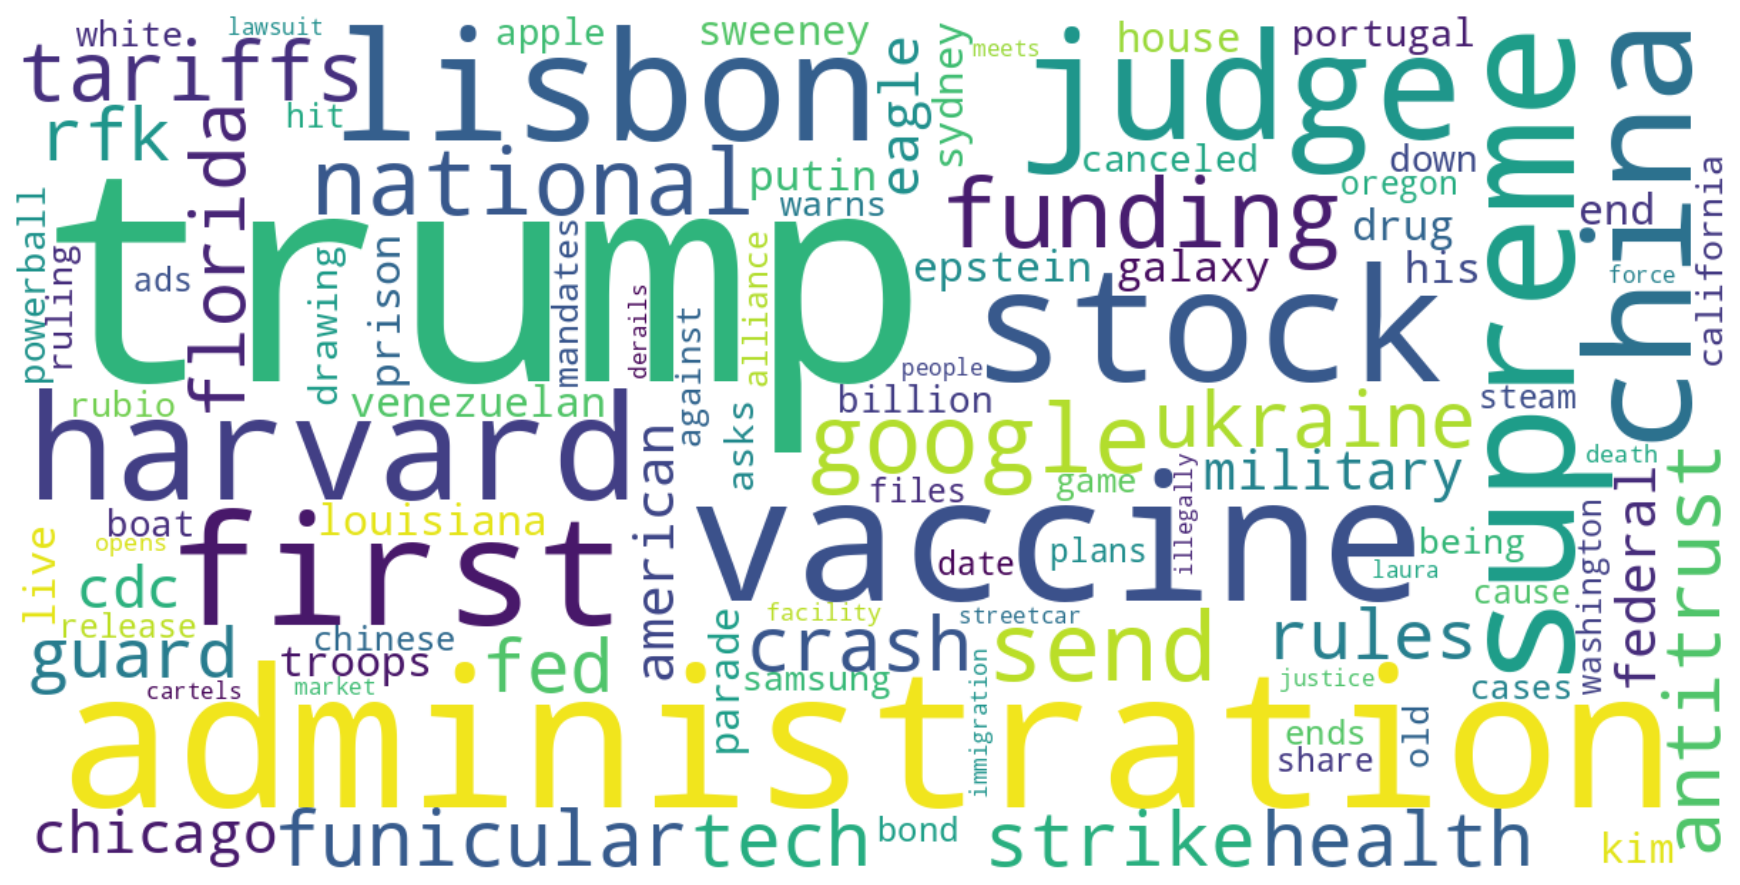 white
lawsuit
apple
sweeney
meets
house
portugal
tariffs
lisbon
eagle
sydney
judge
supreme
china
rfk
hit
florida
national
putin
warns
canceled
down
oregon
california
powerball
ruling
ads
trump
drawing
prison
mandates
derails
against
alliance
funding
drug
end
epstein
galaxy
his
force
stock
people
rubio
venezuelan
billion
steam
harvard
american
asks
google
ukraine
files
game
illegally
military
death
federal
antitrust
live
boat
opens
louisiana
first
vaccine
date
plans
being
laura
cause
washington
cdc
release
guard
chinese
troops
fed
parade
facility
streetcar
crash
send
rules
cartels
market
samsung
immigration
justice
cases
administration
ends
share
old
chicago
funicular
tech
bond
strike
health
kim